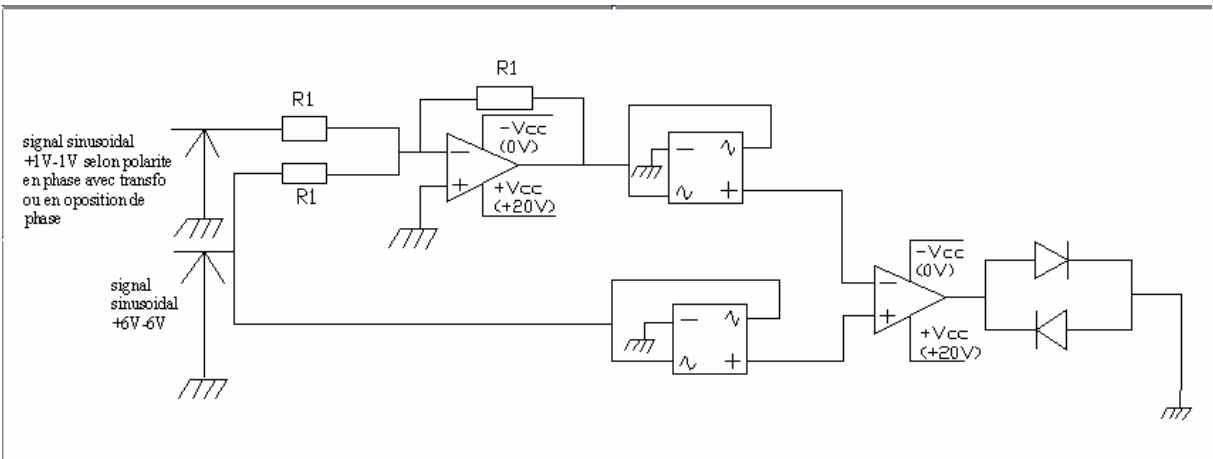 R1
R1
R1
signal sinusoidal
+1V-1V selon polarite
en phase avec transfo
ou en oposition de
phase
-Vcc
(0V)
+Vcc
(+20V)
signal
sinusoidal
+6V-6V
-Vcc
(0V)
+Vcc
(+20V)